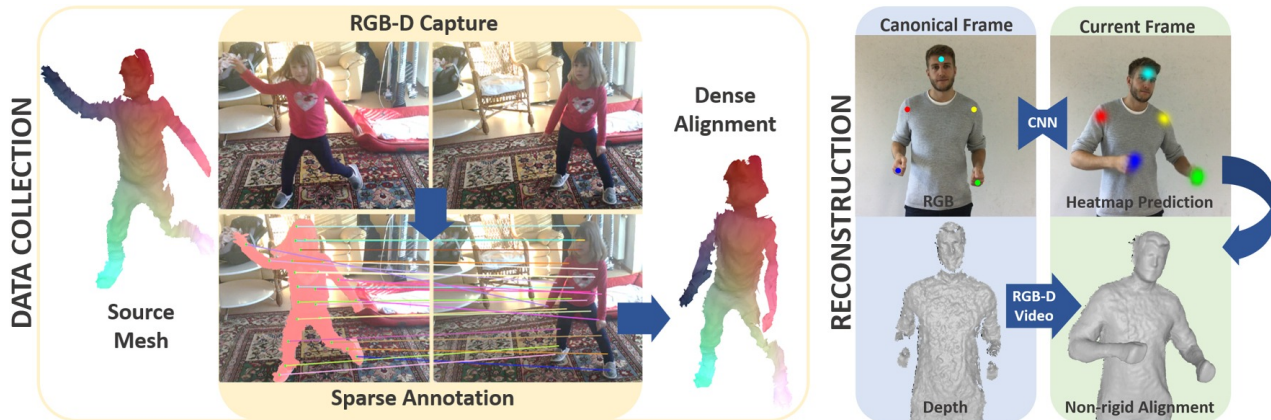 DATA COLLECTION
RGB-D Capture
Source
Mesh
Sparse Annotation
Dense
Alignment
RECONSTRUCTION
Canonical Frame
RGB
Depth
CNN
RGB-D
Video
Current Frame
Heatmap Prediction
Non-rigid Alignment